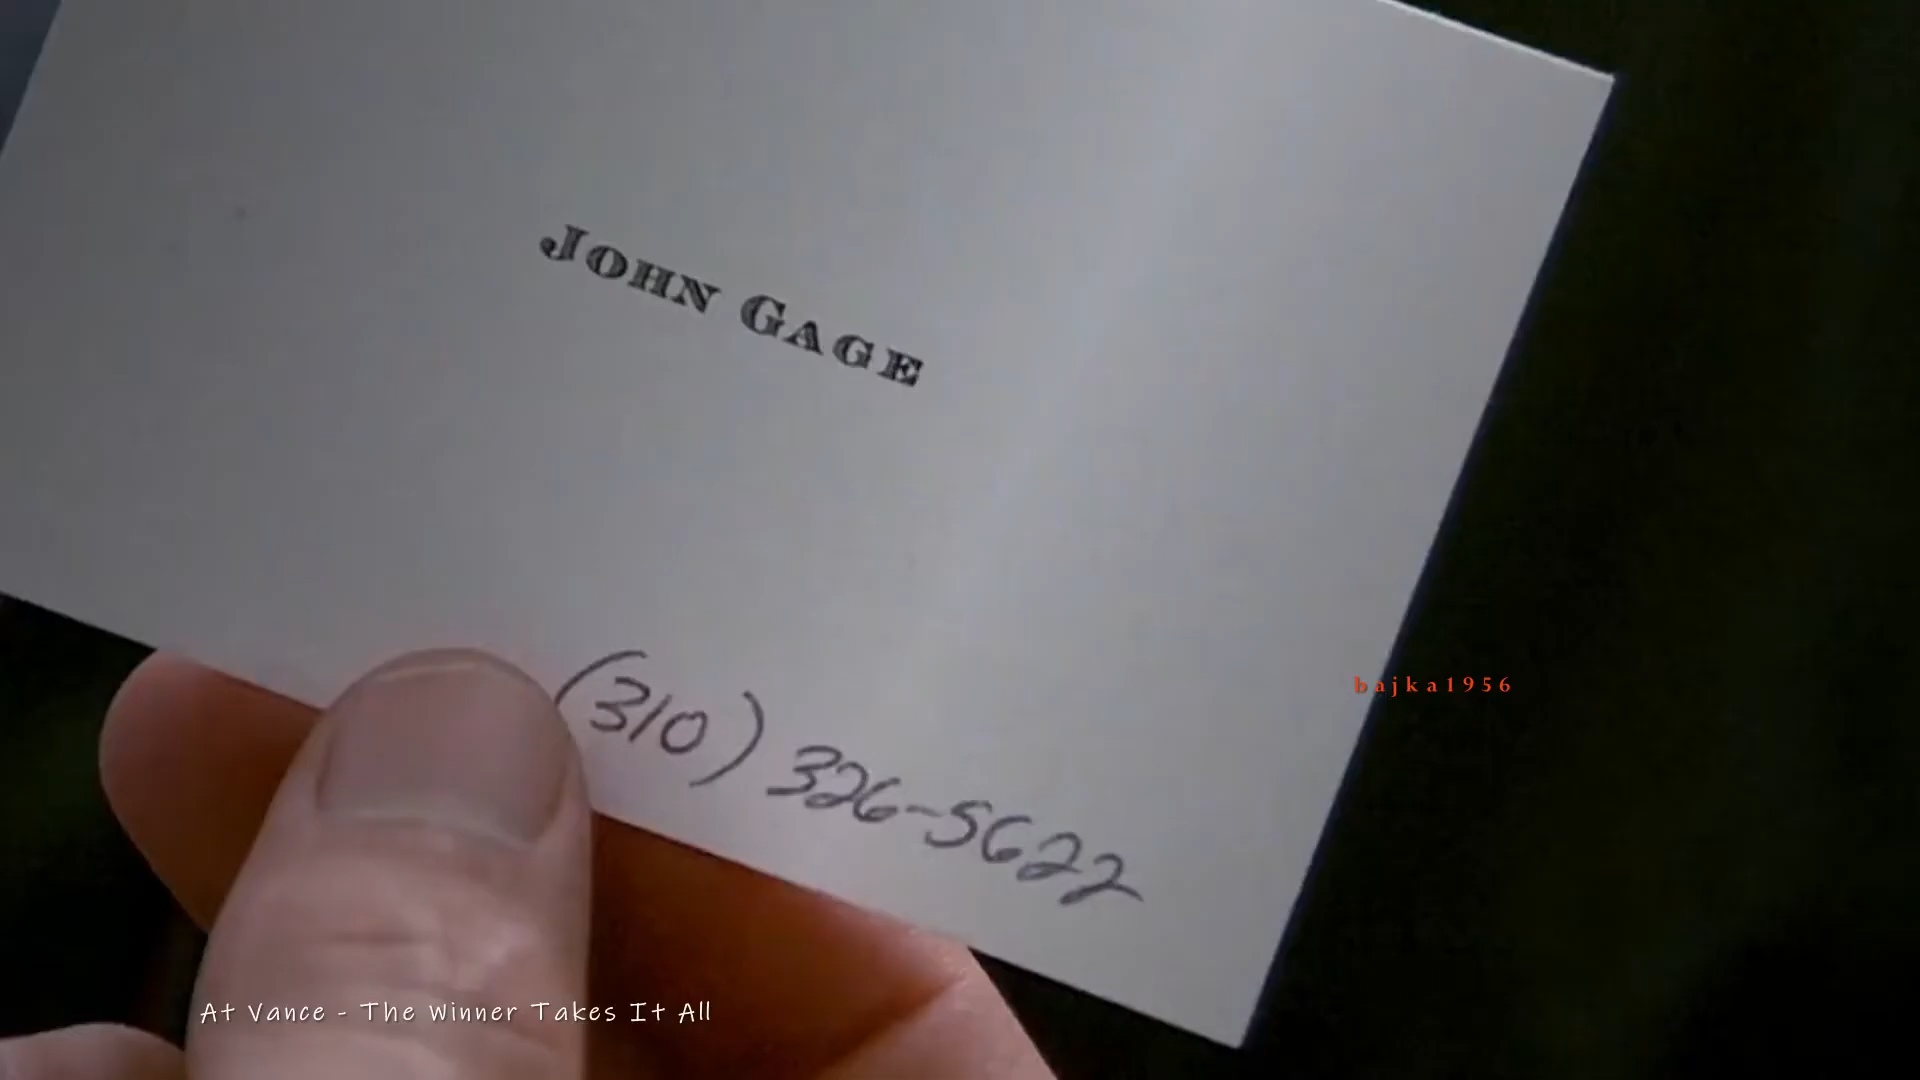 John Gage
(310) 326-5622
bajka1956
At Vance - The Winner Takes It All